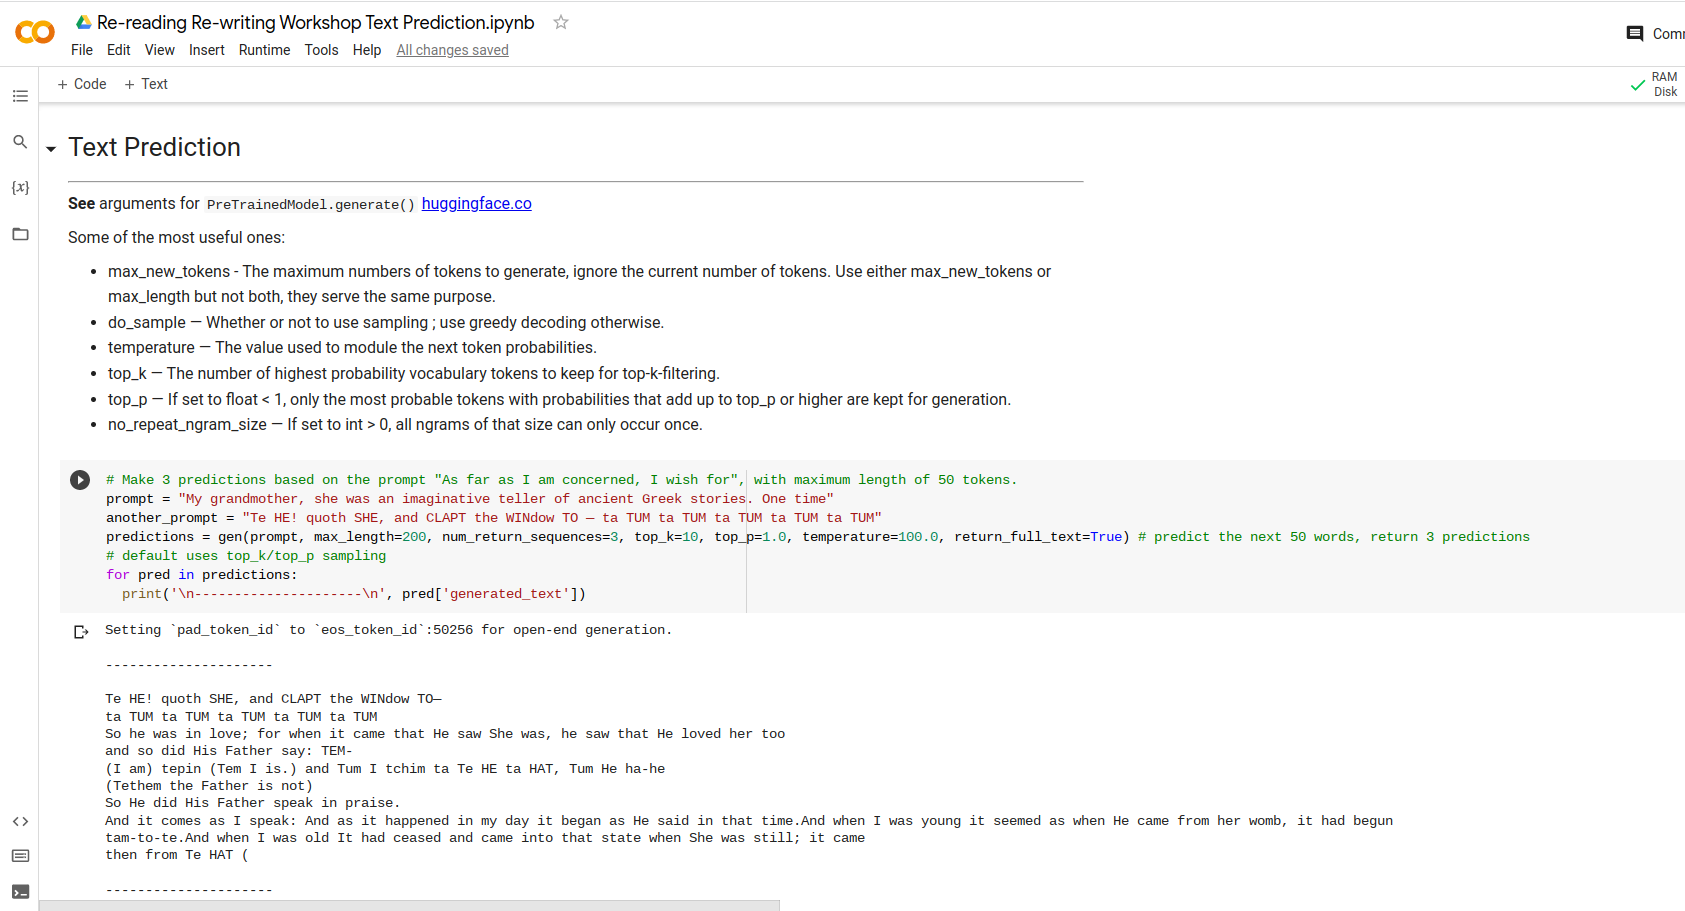 Re-reading Re-writing Workshop Text Prediction.ipynb
File Edit View Insert Runtime Tools Help All changes saved
+ Code + Text
RAM
Disk
{x}
Text Prediction
See arguments for PreTrainedModel.generate() huggingface.co
Some of the most useful ones:
• max_new_tokens - The maximum numbers of tokens to generate, ignore the current number of tokens. Use either max_new_tokens or
max_length but not both, they serve the same purpose.
• do_sample — Whether or not to use sampling ; use greedy decoding otherwise.
• temperature — The value used to module the next token probabilities.
• top_k — The number of highest probability vocabulary tokens to keep for top-k-filtering.
• top_p — If set to float < 1, only the most probable tokens with probabilities that add up to top_p or higher are kept for generation.
• no_repeat_ngram_size — If set to int > 0, all ngrams of that size can only occur once.
# Make 3 predictions based on the prompt "As far as I am concerned, I wish for", with maximum length of 50 tokens.
prompt = "My grandmother, she was an imaginative teller of ancient Greek stories. One time"
another_prompt = "Te HE! quoth SHE, and CLAPT the WINdow TO — ta TUM ta TUM ta TUM ta TUM ta TUM"
predictions = gen(prompt, max_length=200, num_return_sequences=3, top_k=10, top_p=1.0, temperature=100.0, return_full_text=True) # predict the next 50 words, return 3 predictions
# default uses top_k/top_p sampling
for pred in predictions:
print('\n---------------------\n', pred['generated_text'])
Setting `pad_token_id` to `eos_token_id`:50256 for open-end generation.
---------------------
Te HE! quoth SHE, and CLAPT the WINdow TO—
ta TUM ta TUM ta TUM ta TUM ta TUM
So he was in love; for when it came that He saw She was, he saw that He loved her too
and so did His Father say: TEM-
(I am) tepin (Tem I is.) and Tum I tchim ta Te HE ta HAT, Tum He ha-he
(Tethem the Father is not)
So He did His Father speak in praise.
And it comes as I speak: And as it happened in my day it began as He said in that time.And when I was young it seemed as when He came from her womb, it had begun
tam-to-te.And when I was old It had ceased and came into that state when She was still; it came
then from Te HAT (
---------------------